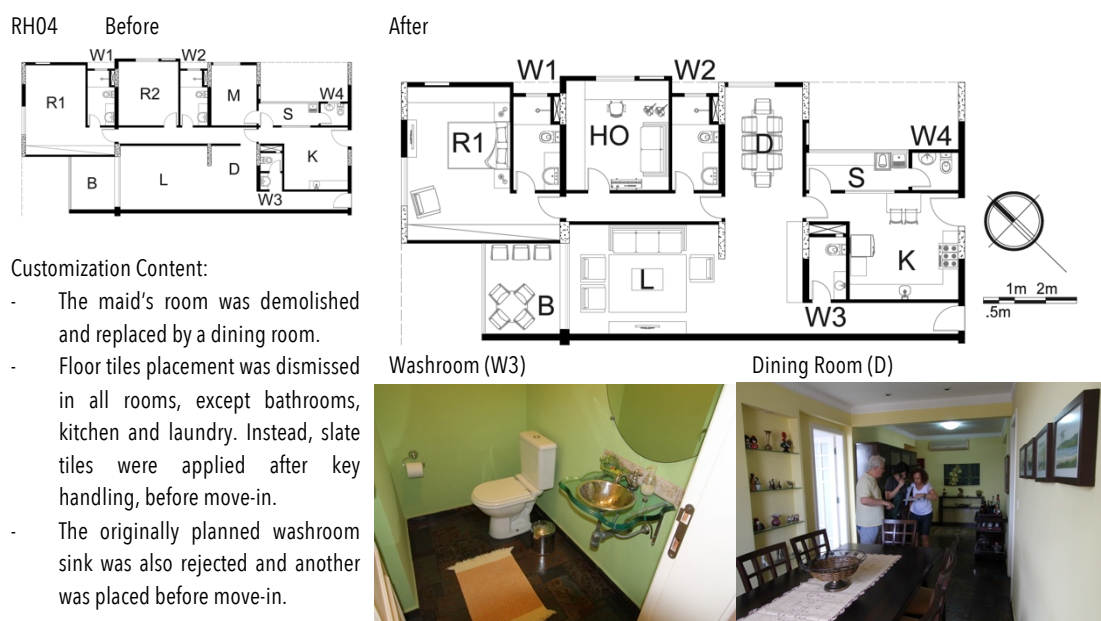 RH04 Before
After
W1
W2
R1
R2
M
W4
S
K
B
L
D
W3
W1
W2
R1
HO
D
W4
S
K
L
B
W3
1m 2m
.5m
Customization Content:
- The maid's room was demolished
and replaced by a dining room.
- Floor tiles placement was dismissed
in all rooms, except bathrooms,
kitchen and laundry. Instead, slate
tiles were applied after key
handling, before move-in.
- The originally planned washroom
sink was also rejected and another
was placed before move-in.
Washroom (W3)
Dining Room (D)